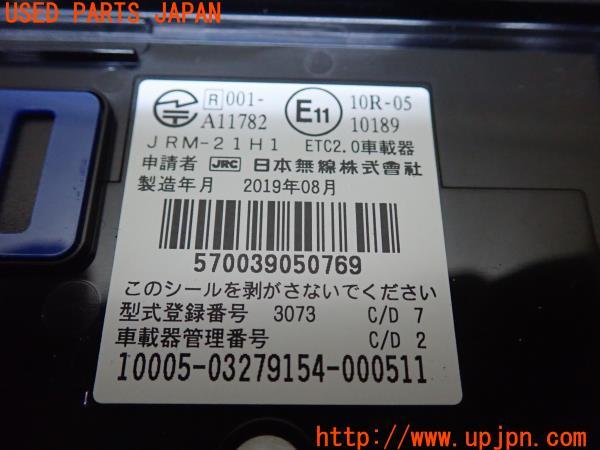 USED PARTS JAPAN
R 001-
A11782
E11
10R-05
10189
JRM-21H1 ETC2.0車載器
申請者 JRC 日本無線株式會社
製造年月 2019年08月
570039050769
このシールを剥がさないでください
型式登録番号 3073 C/D 7
車載器管理番号 C/D 2
10005-03279154-000511
http://www.upjpn.com